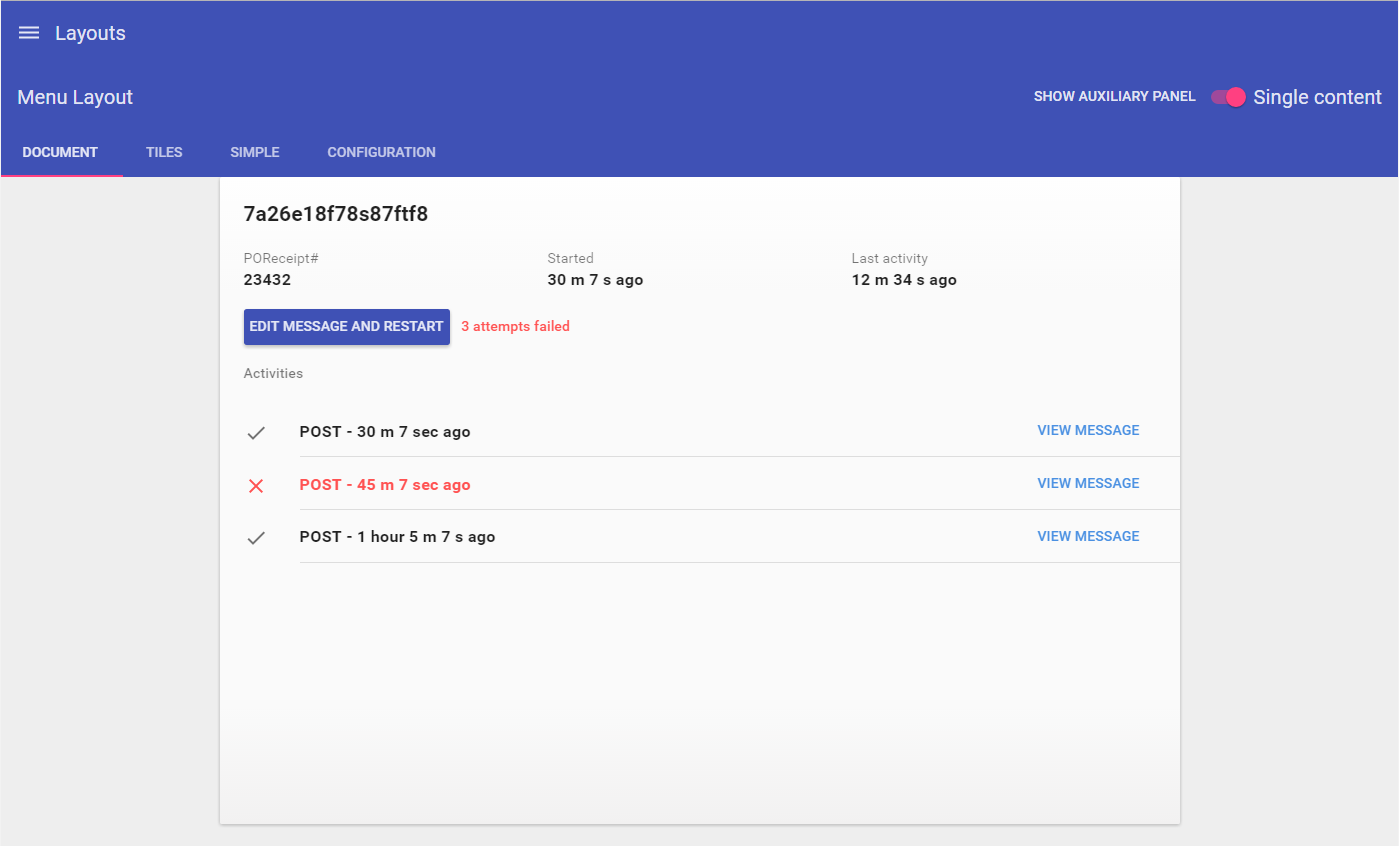 Layouts
Menu Layout
SHOW AUXILIARY PANEL Single content
DOCUMENT TILES SIMPLE CONFIGURATION
7a26e18f78s87ftf8
POReceipt# Started Last activity
23432 30 m 7 s ago 12 m 34 s ago
EDIT MESSAGE AND RESTART 3 attempts failed
Activities
POST - 30 m 7 sec ago VIEW MESSAGE
POST - 45 m 7 sec ago VIEW MESSAGE
POST - 1 hour 5 m 7 s ago VIEW MESSAGE